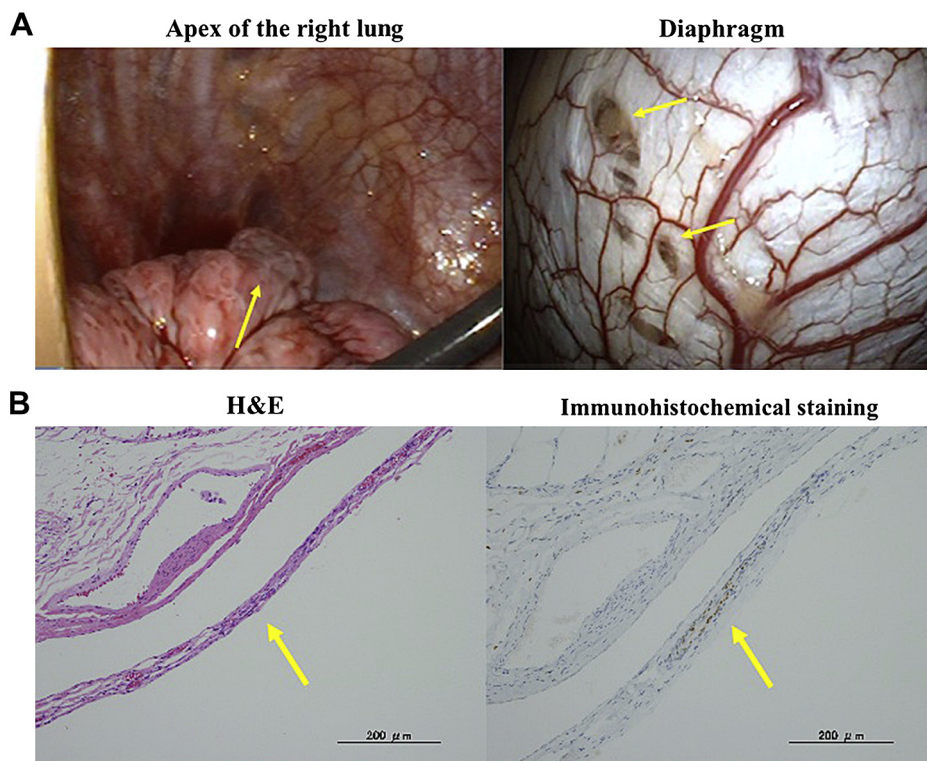 A
Apex of the right lung
Diaphragm
B
H&E
Immunohistochemical staining
200 μm
200 μm